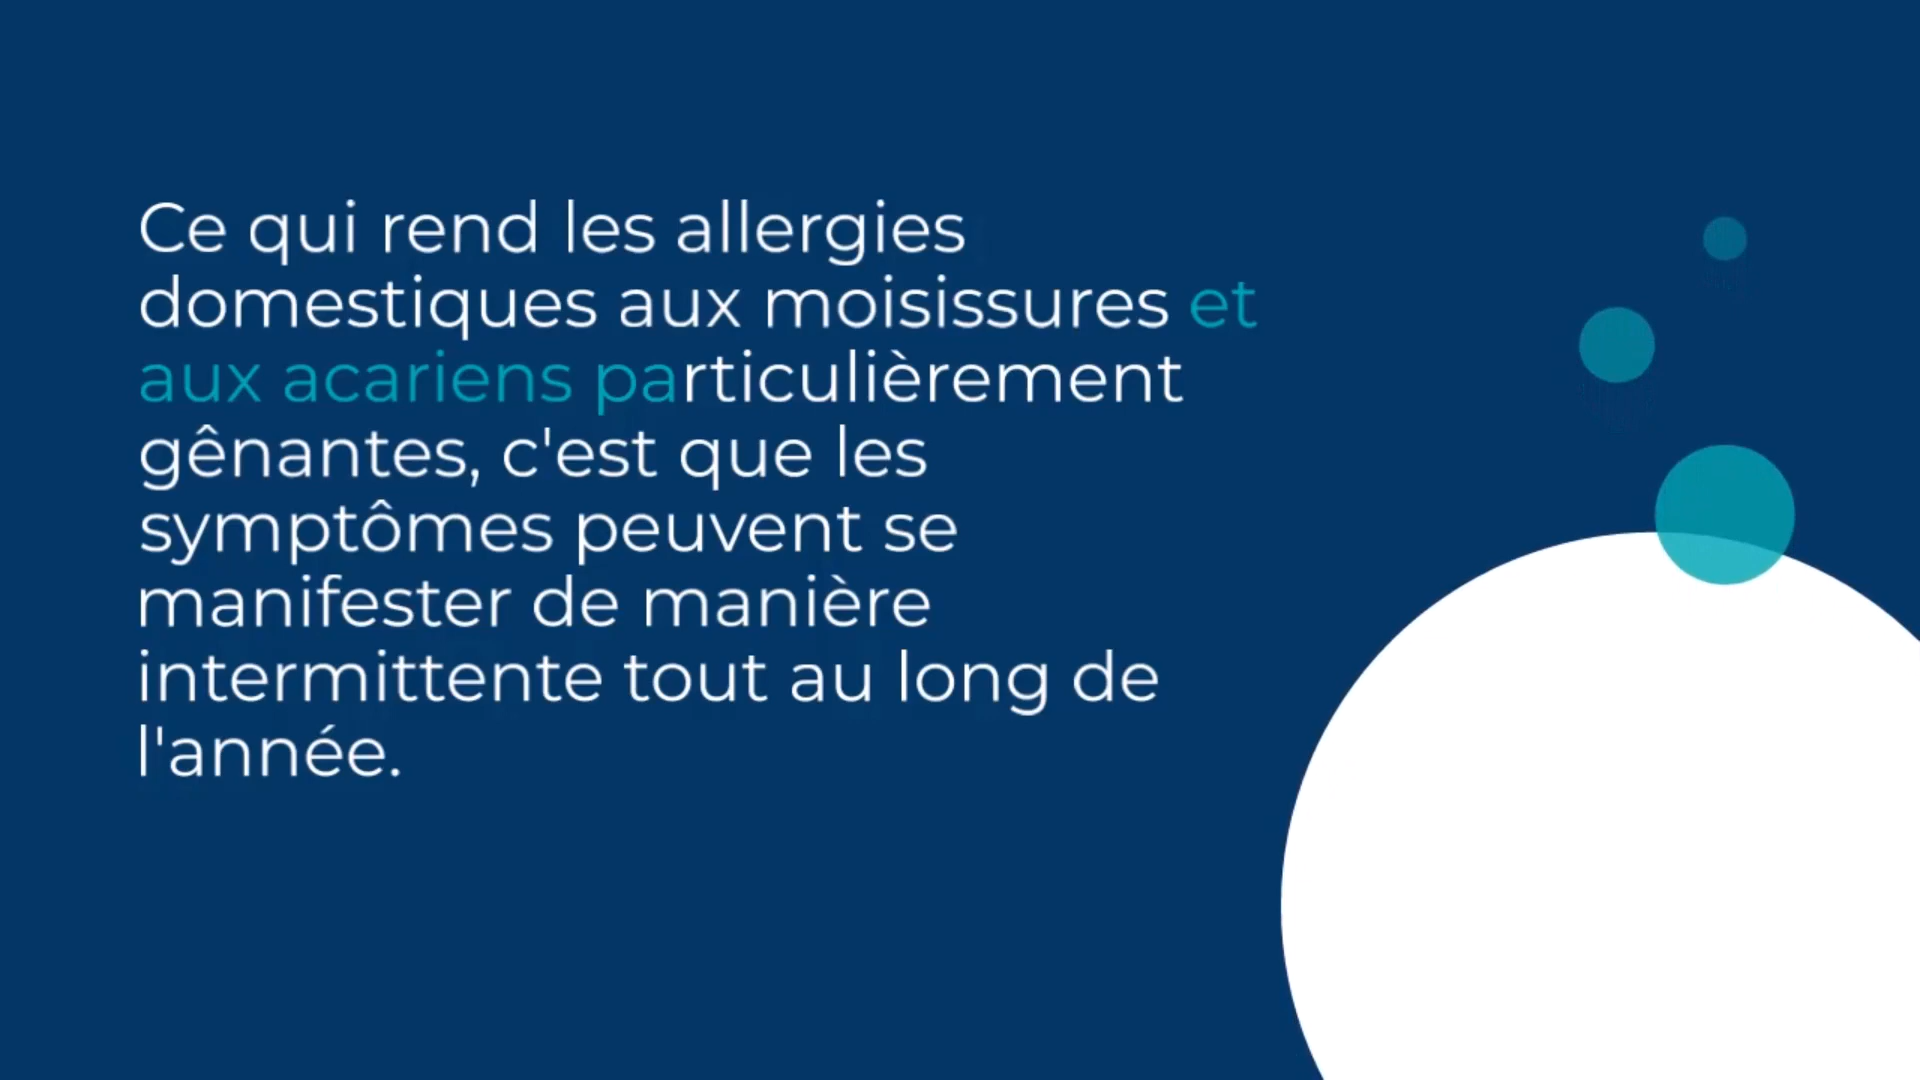 Ce qui rend les allergies
domestiques aux moisissures et
aux acariens particulièrement
gênantes, c'est que les
symptômes peuvent se
manifester de manière
intermittente tout au long de
l'année.